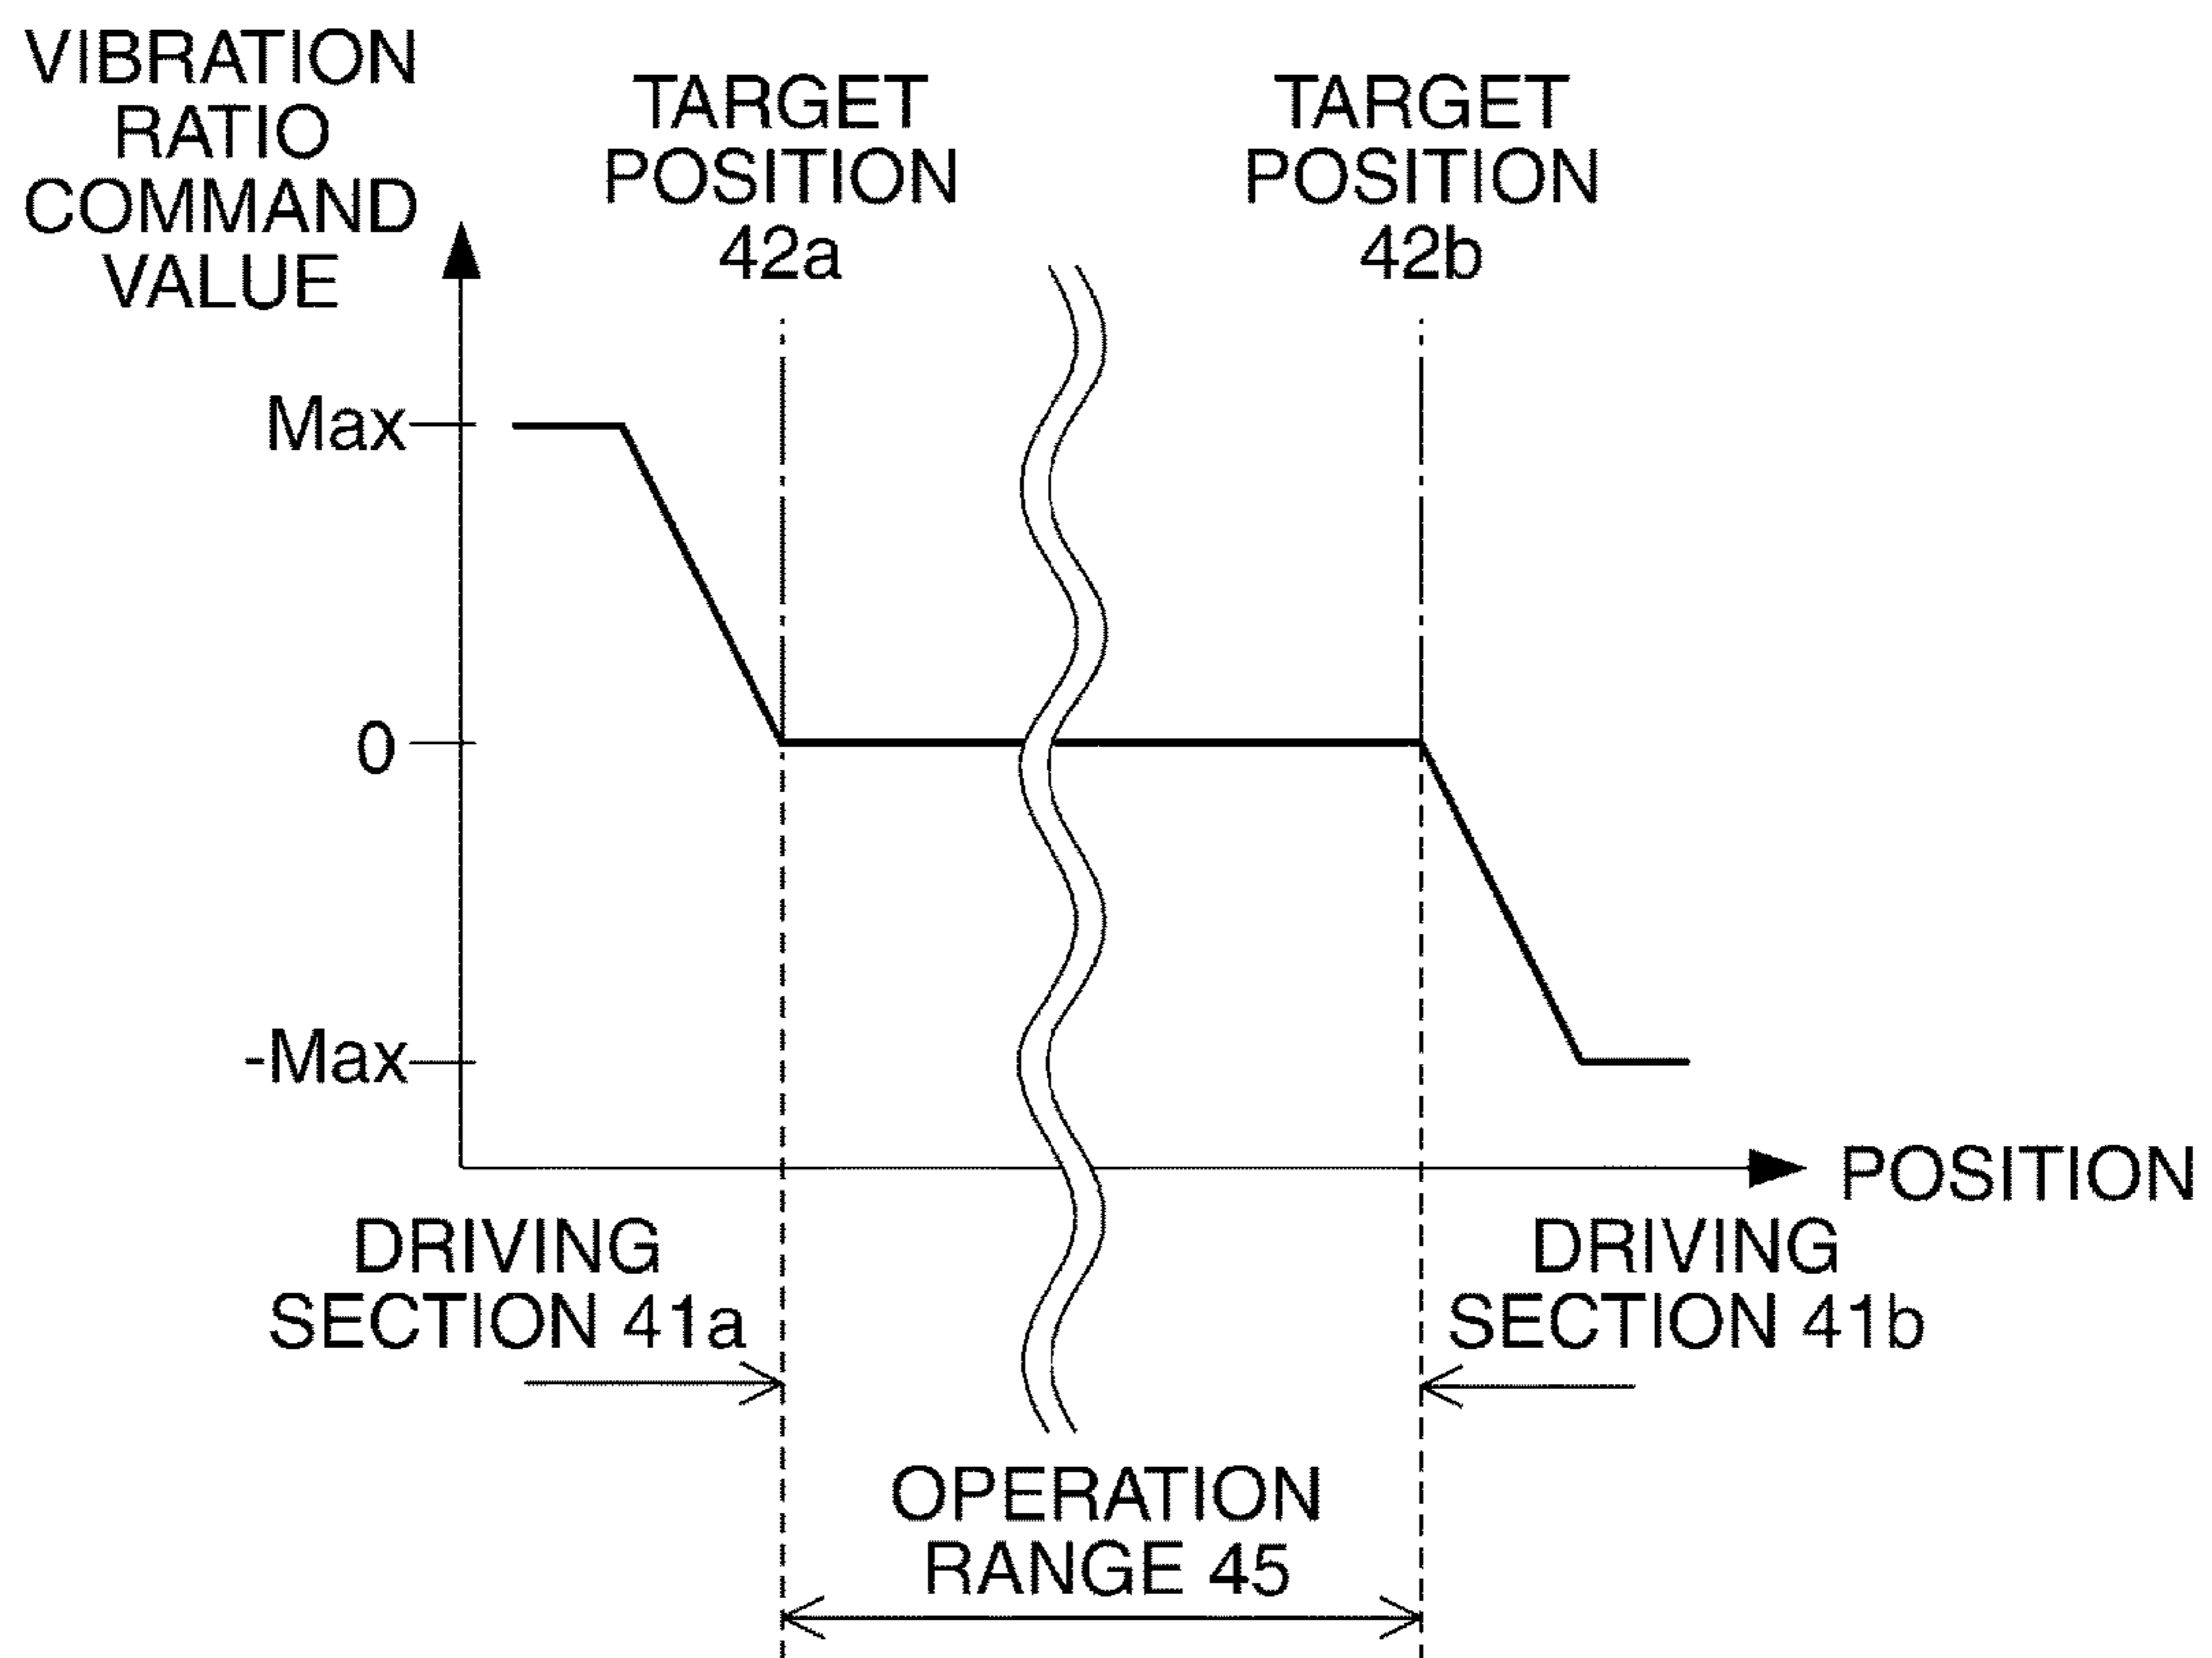 VIBRATION
RATIO
COMMAND
VALUE
TARGET
POSITION
42a
TARGET
POSITION
42b
Max
0
-Max
POSITION
DRIVING
SECTION 41a
DRIVING
SECTION 41b
OPERATION
RANGE 45